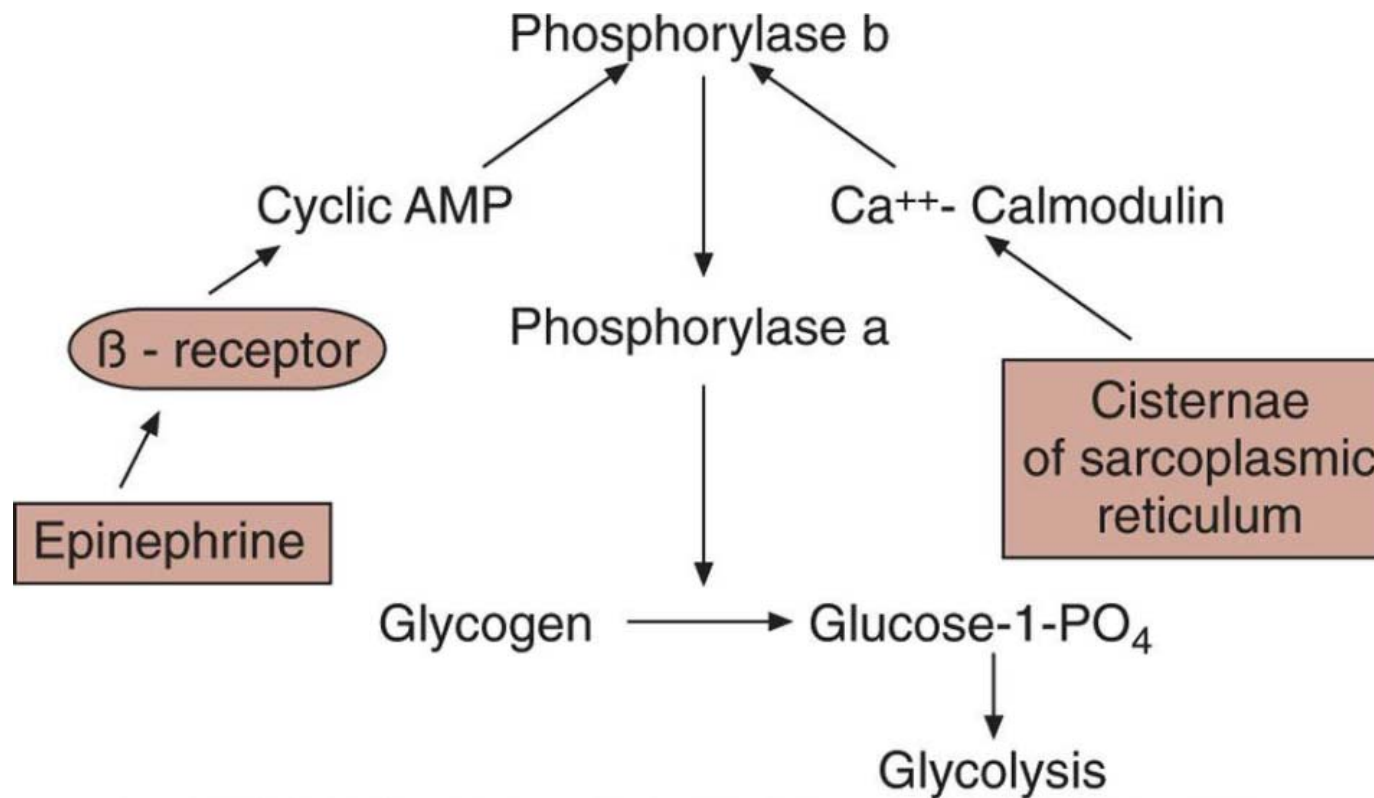 Phosphorylase b
Cyclic AMP
Ca++- Calmodulin
ß - receptor
Phosphorylase a
Cisternae
of sarcoplasmic
reticulum
Epinephrine
Glycogen
Glucose-1-PO4
Glycolysis